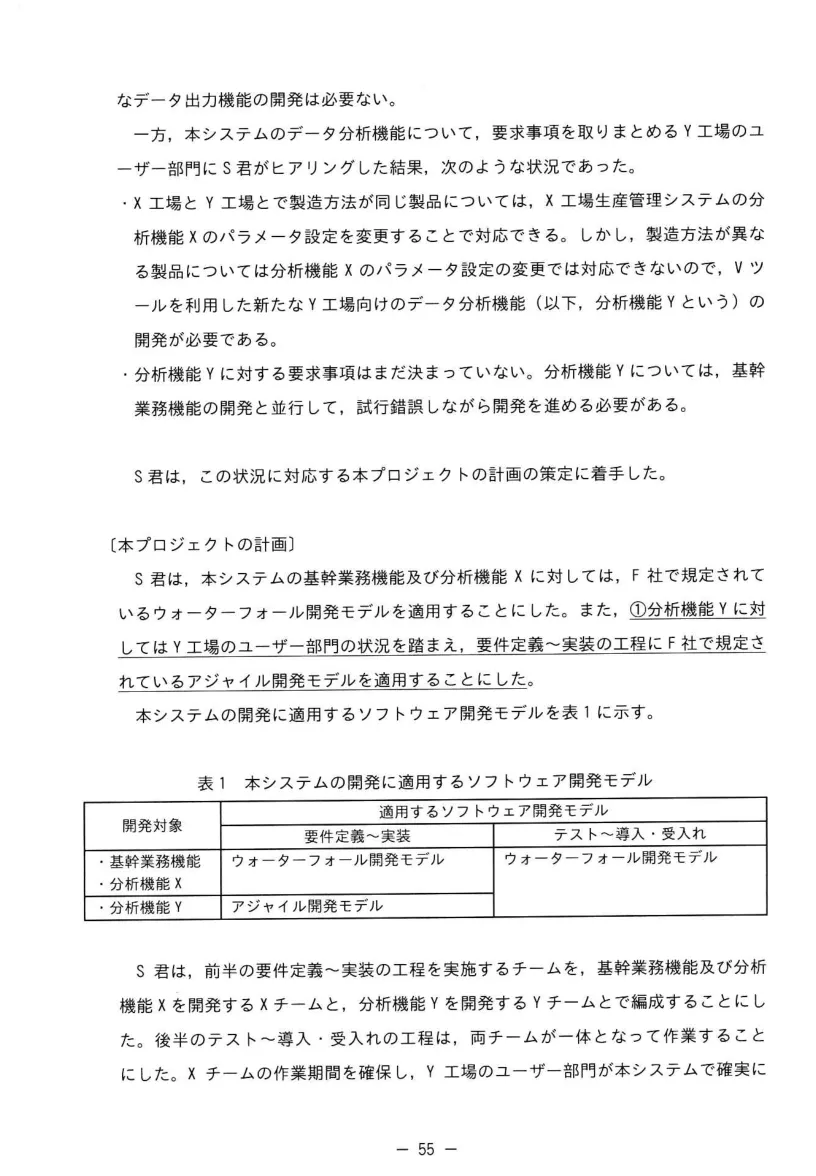 なデータ出力機能の開発は必要ない。
一方，本システムのデータ分析機能について，要求事項を取りまとめるY工場のユ
ーザー部門にS君がヒアリングした結果，次のような状況であった。
・X工場とY工場とで製造方法が同じ製品については，X工場生産管理システムの分
析機能Xのパラメータ設定を変更することで対応できる。しかし，製造方法が異な
る製品については分析機能Xのパラメータ設定の変更では対応できないので，Vツ
ールを利用した新たなY工場向けのデータ分析機能（以下，分析機能Yという）の
開発が必要である。
・分析機能Yに対する要求事項はまだ決まっていない。分析機能Yについては，基幹
業務機能の開発と並行して，試行錯誤しながら開発を進める必要がある。
S君は，この状況に対応する本プロジェクトの計画の策定に着手した。
〔本プロジェクトの計画〕
S君は，本システムの基幹業務機能及び分析機能Xに対しては，F社で規定されて
いるウォーターフォール開発モデルを適用することにした。また，①分析機能Yに対
してはY工場のユーザー部門の状況を踏まえ，要件定義～実装の工程にF社で規定さ
れているアジャイル開発モデルを適用することにした。
本システムの開発に適用するソフトウェア開発モデルを表1に示す。
表1　本システムの開発に適用するソフトウェア開発モデル
開発対象
適用するソフトウェア開発モデル
要件定義～実装
テスト～導入・受入れ
・基幹業務機能
・分析機能X
ウォーターフォール開発モデル
ウォーターフォール開発モデル
・分析機能Y
アジャイル開発モデル
S君は，前半の要件定義～実装の工程を実施するチームを，基幹業務機能及び分析
機能Xを開発するXチームと，分析機能Yを開発するYチームとで編成することにし
た。後半のテスト～導入・受入れの工程は，両チームが一体となって作業すること
にした。Xチームの作業期間を確保し，Y工場のユーザー部門が本システムで確実に
－ 55 －